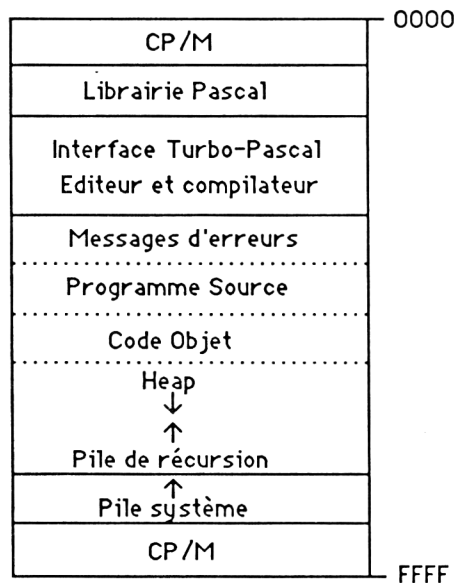 0000
CP/M
Librairie Pascal
Interface Turbo-Pascal
Editeur et compilateur
Messages d'erreurs
Programme Source
Code Objet
Heap
Pile de récursion
Pile système
CP/M
FFFF